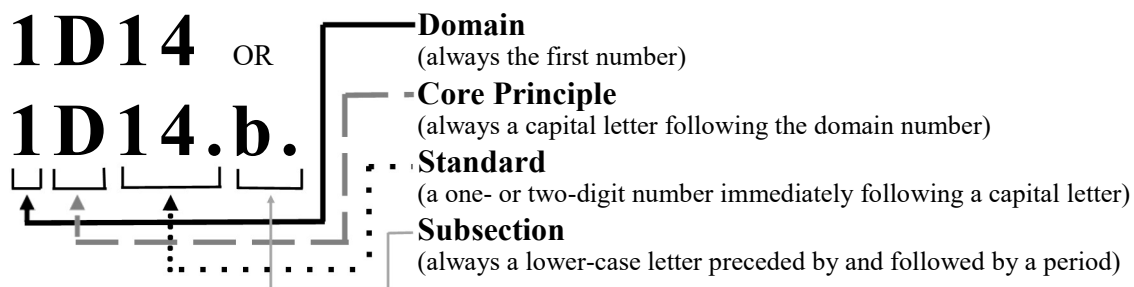 1D14 OR
1D14.b.
Domain
(always the first number)
Core Principle
(always a capital letter following the domain number)
Standard
(a one- or two-digit number immediately following a capital letter)
Subsection
(always a lower-case letter preceded by and followed by a period)